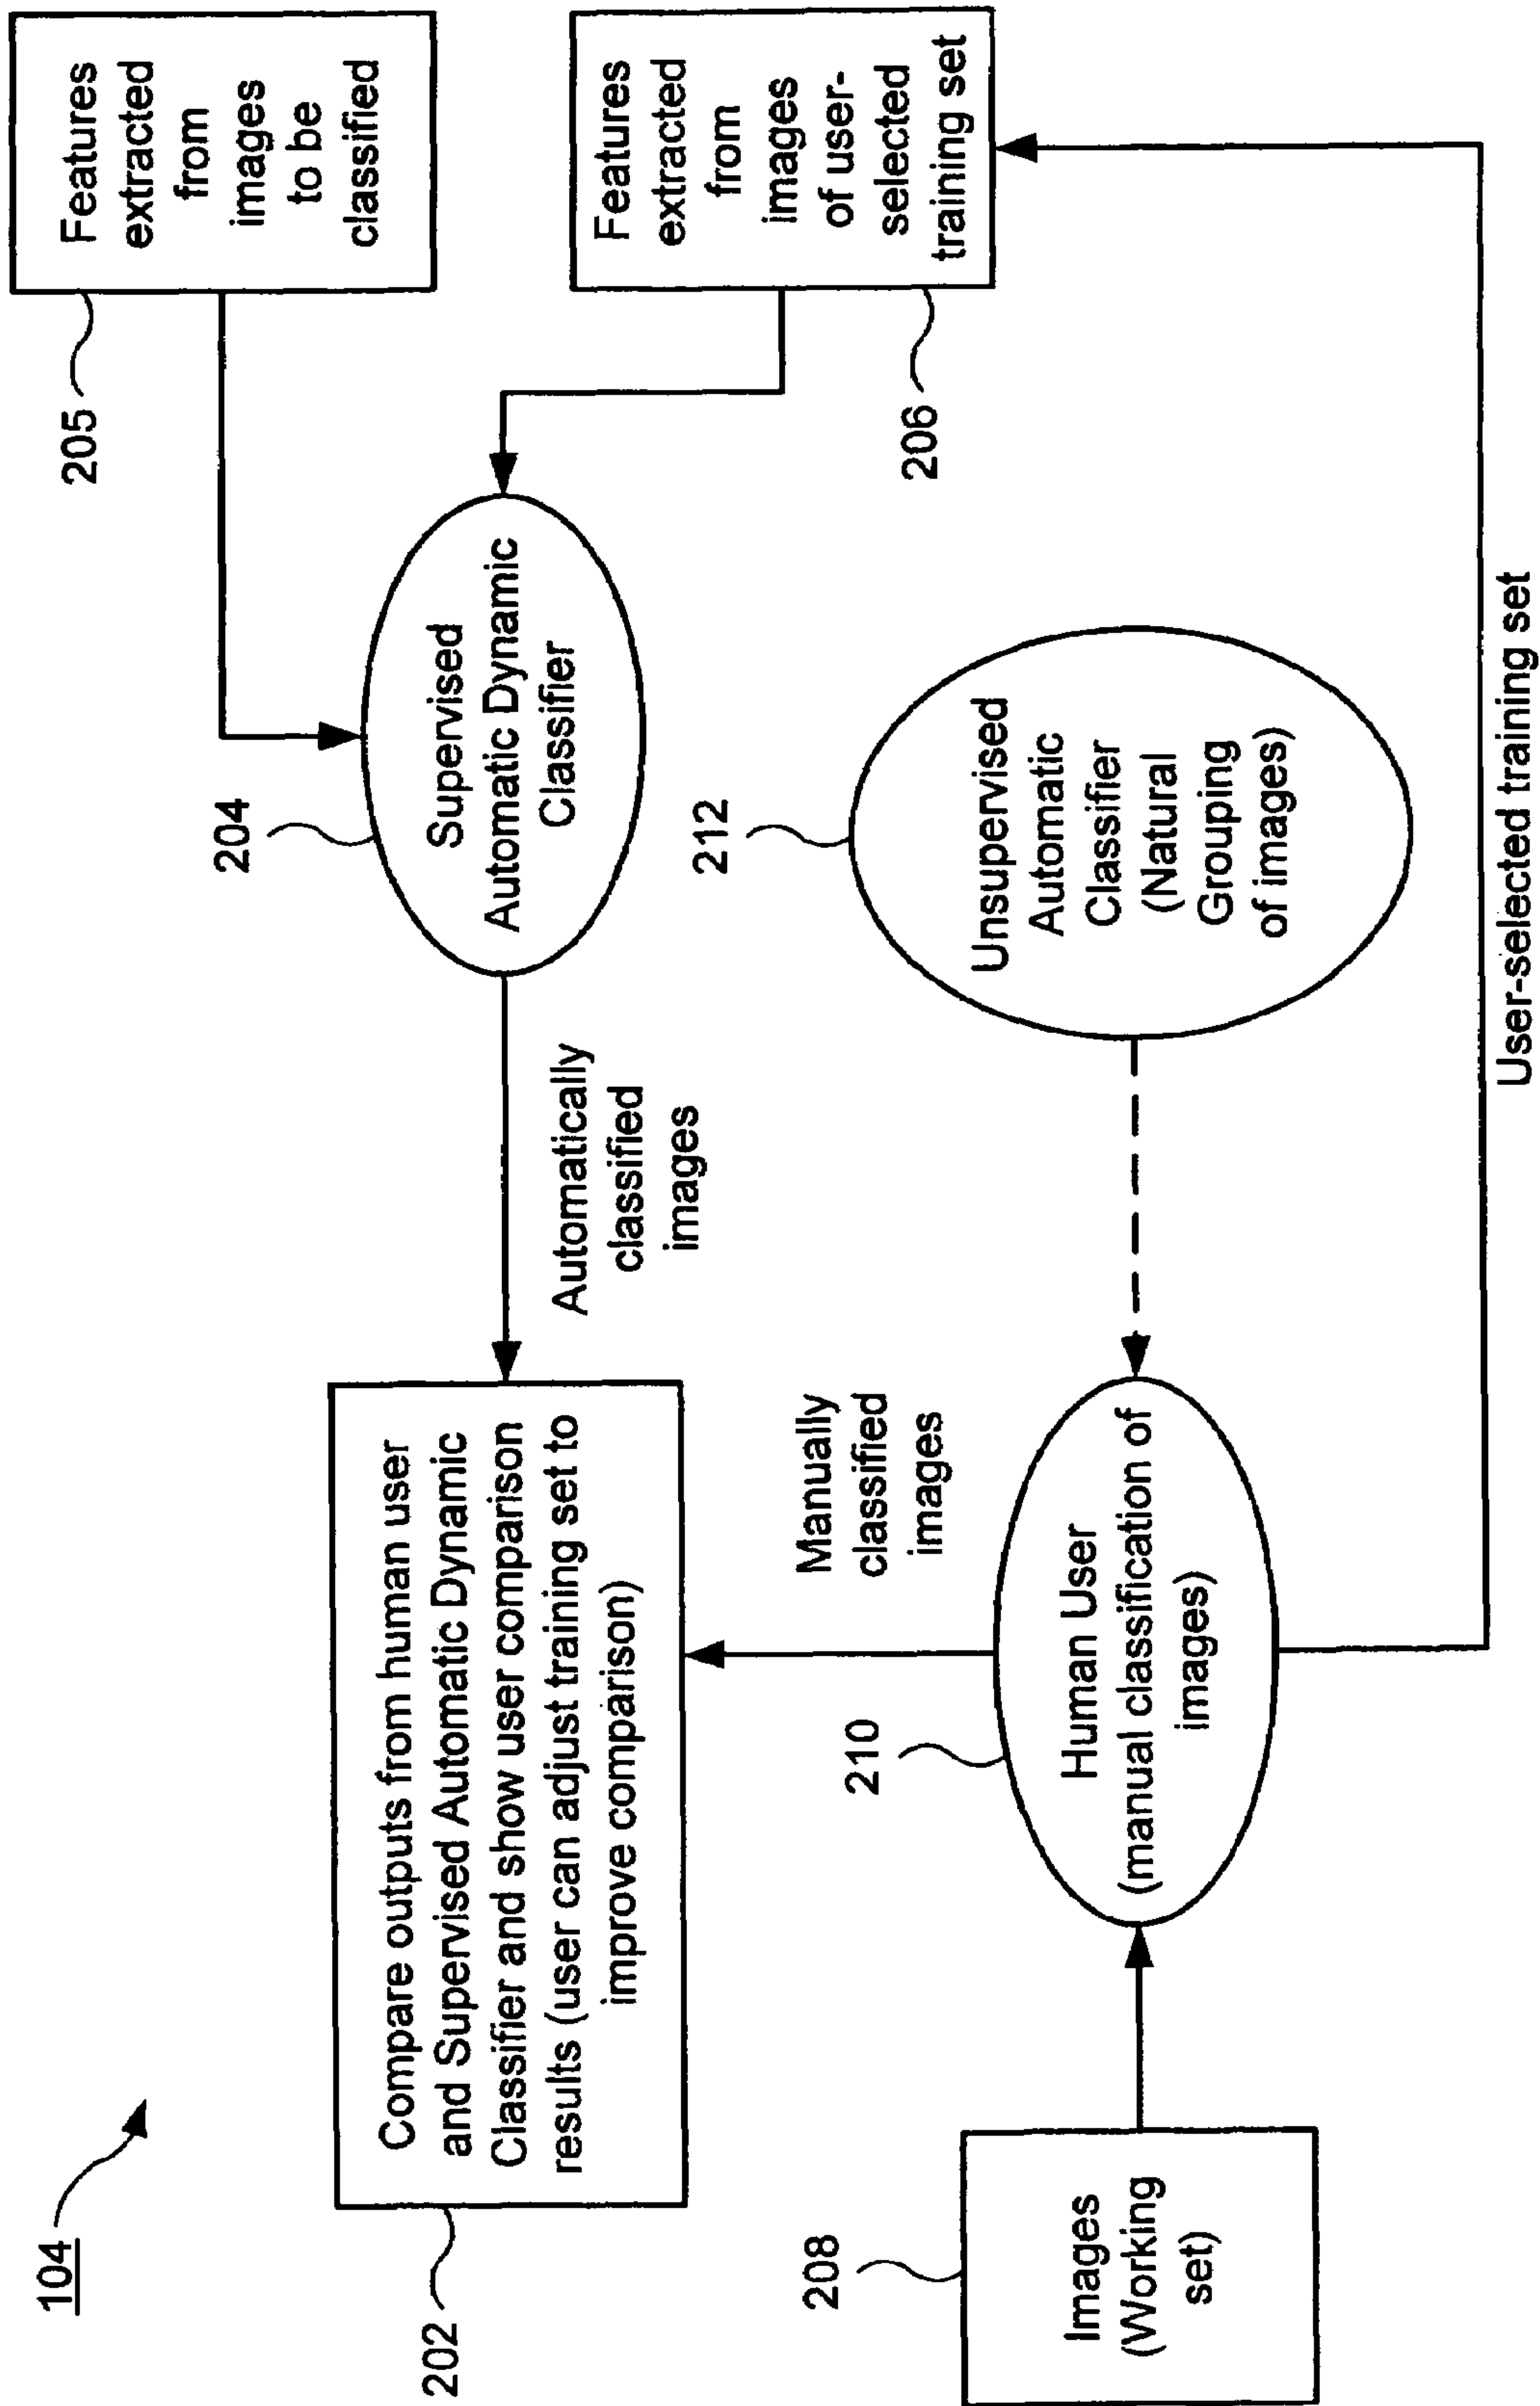 104
202
Compare outputs from human user
and Supervised Automatic Dynamic
Classifier and show user comparison
results (user can adjust training set to
improve comparison)
Automatically
classified
images
204
Supervised
Automatic Dynamic
Classifier
205
Features
extracted
from
images
to be
classified
206
Features
extracted
from
images
of user-
selected
training set
208
Images
(Working
set)
210
Human User
(manual classification of
images)
Manually
classified
images
212
Unsupervised
Automatic
Classifier
(Natural
Grouping
of images)
User-selected training set